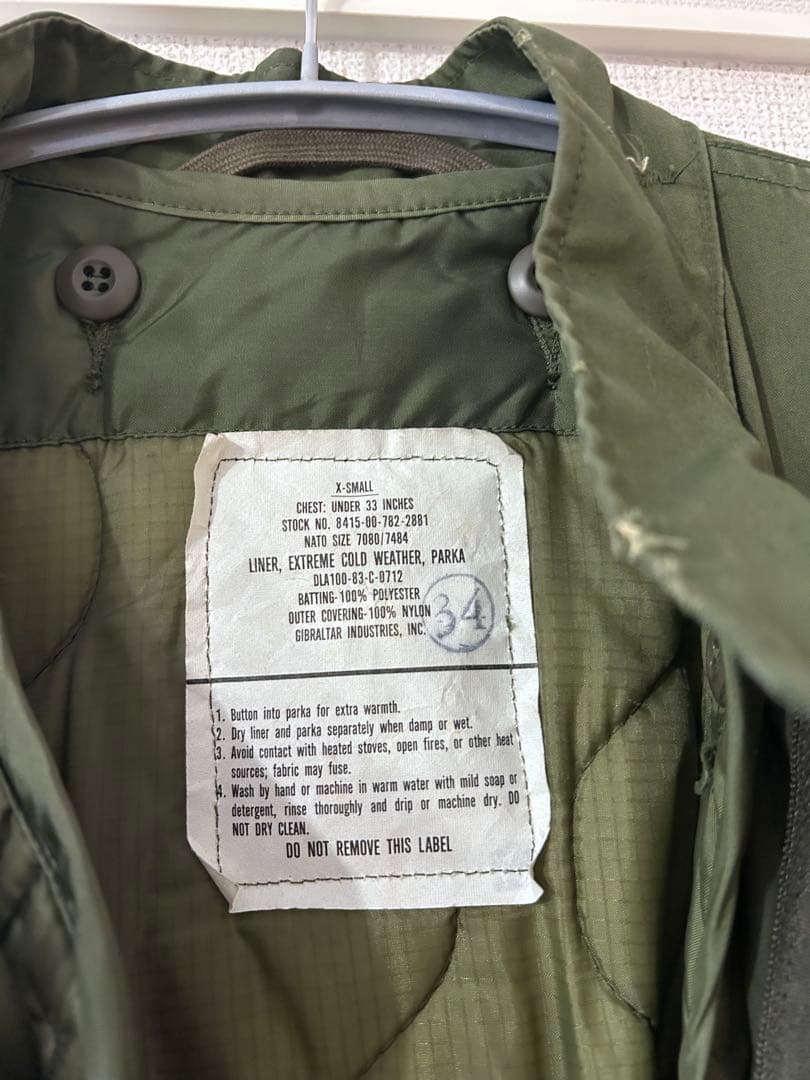 X-SMALL
CHEST: UNDER 33 INCHES
STOCK NO. 8415-00-782-2881
NATO SIZE 7080/7484
LINER, EXTREME COLD WEATHER, PARKA
DLA100-83-C-0712
BATTING-100% POLYESTER
OUTER COVERING-100% NYLON
GIBRALTAR INDUSTRIES, INC.
34
1. Button into parka for extra warmth.
2. Dry liner and parka separately when damp or wet.
3. Avoid contact with heated stoves, open fires, or other heat
sources; fabric may fuse.
4. Wash by hand or machine in warm water with mild soap or
detergent, rinse thoroughly and drip or machine dry. DO
NOT DRY CLEAN.
DO NOT REMOVE THIS LABEL